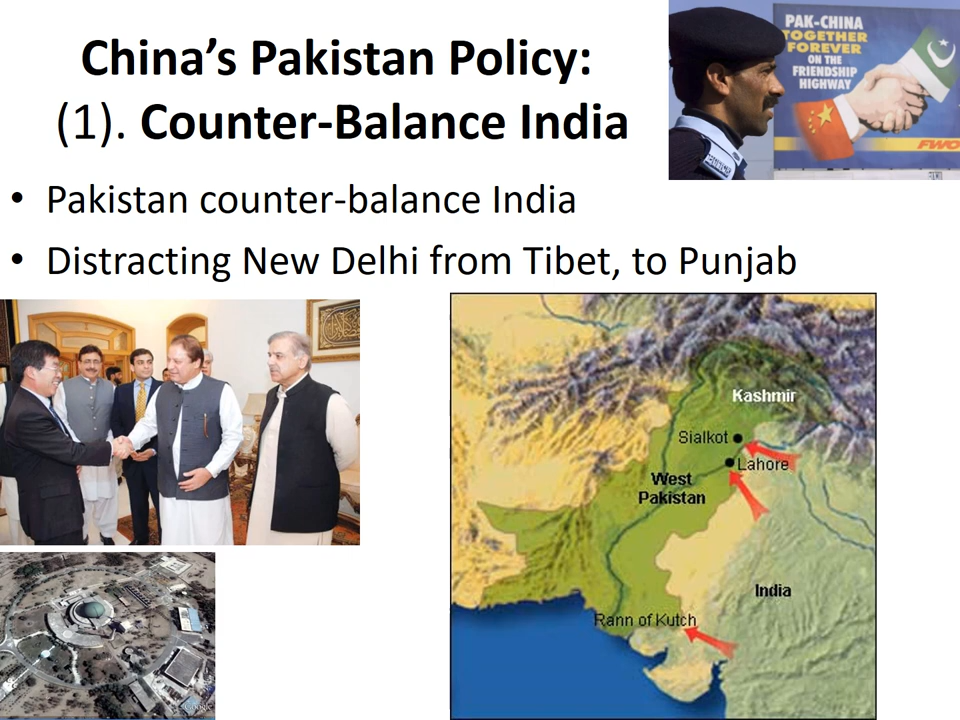 China's Pakistan Policy:
(1). Counter-Balance India
PAK-CHINA
TOGETHER
FOREVER
ON THE
FRIENDSHIP
HIGHWAY
FWO
• Pakistan counter-balance India
• Distracting New Delhi from Tibet, to Punjab
Kashmir
Sialkot
Lahore
West
Pakistan
India
Rann of Kutch
Google